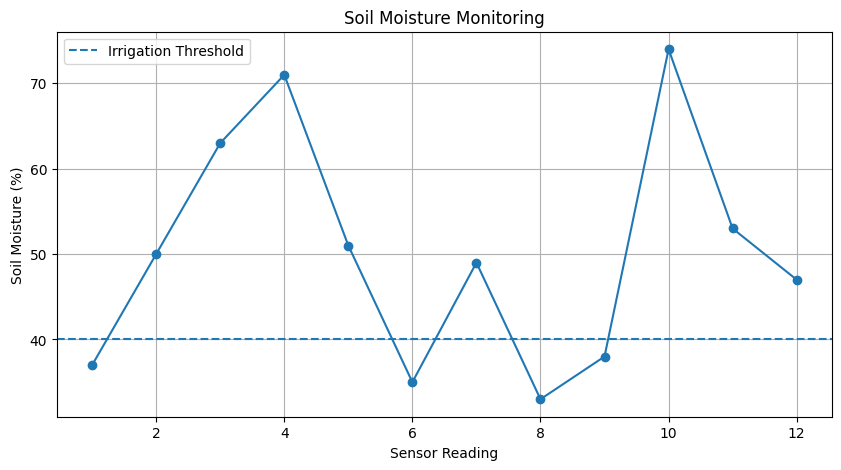 Soil Moisture Monitoring
Irrigation Threshold
Soil Moisture (%)
70
60
50
40
2 4 6 8 10 12
Sensor Reading